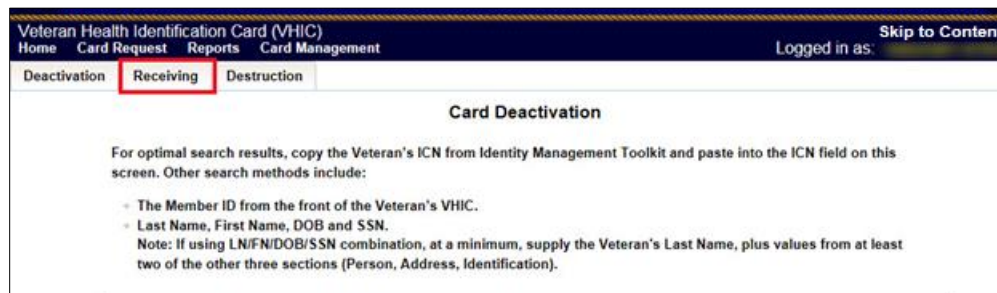 Veteran Health Identification Card (VHIC)
Skip to Conten
Home Card Request Reports Card Management
Logged in as:
Deactivation Receiving Destruction
Card Deactivation
For optimal search results, copy the Veteran's ICN from Identity Management Toolkit and paste into the ICN field on this
screen. Other search methods include:
The Member ID from the front of the Veteran's VHIC.
Last Name, First Name, DOB and SSN.
Note: If using LN/FN/DOB/SSN combination, at a minimum, supply the Veteran's Last Name, plus values from at least
two of the other three sections (Person, Address, Identification).